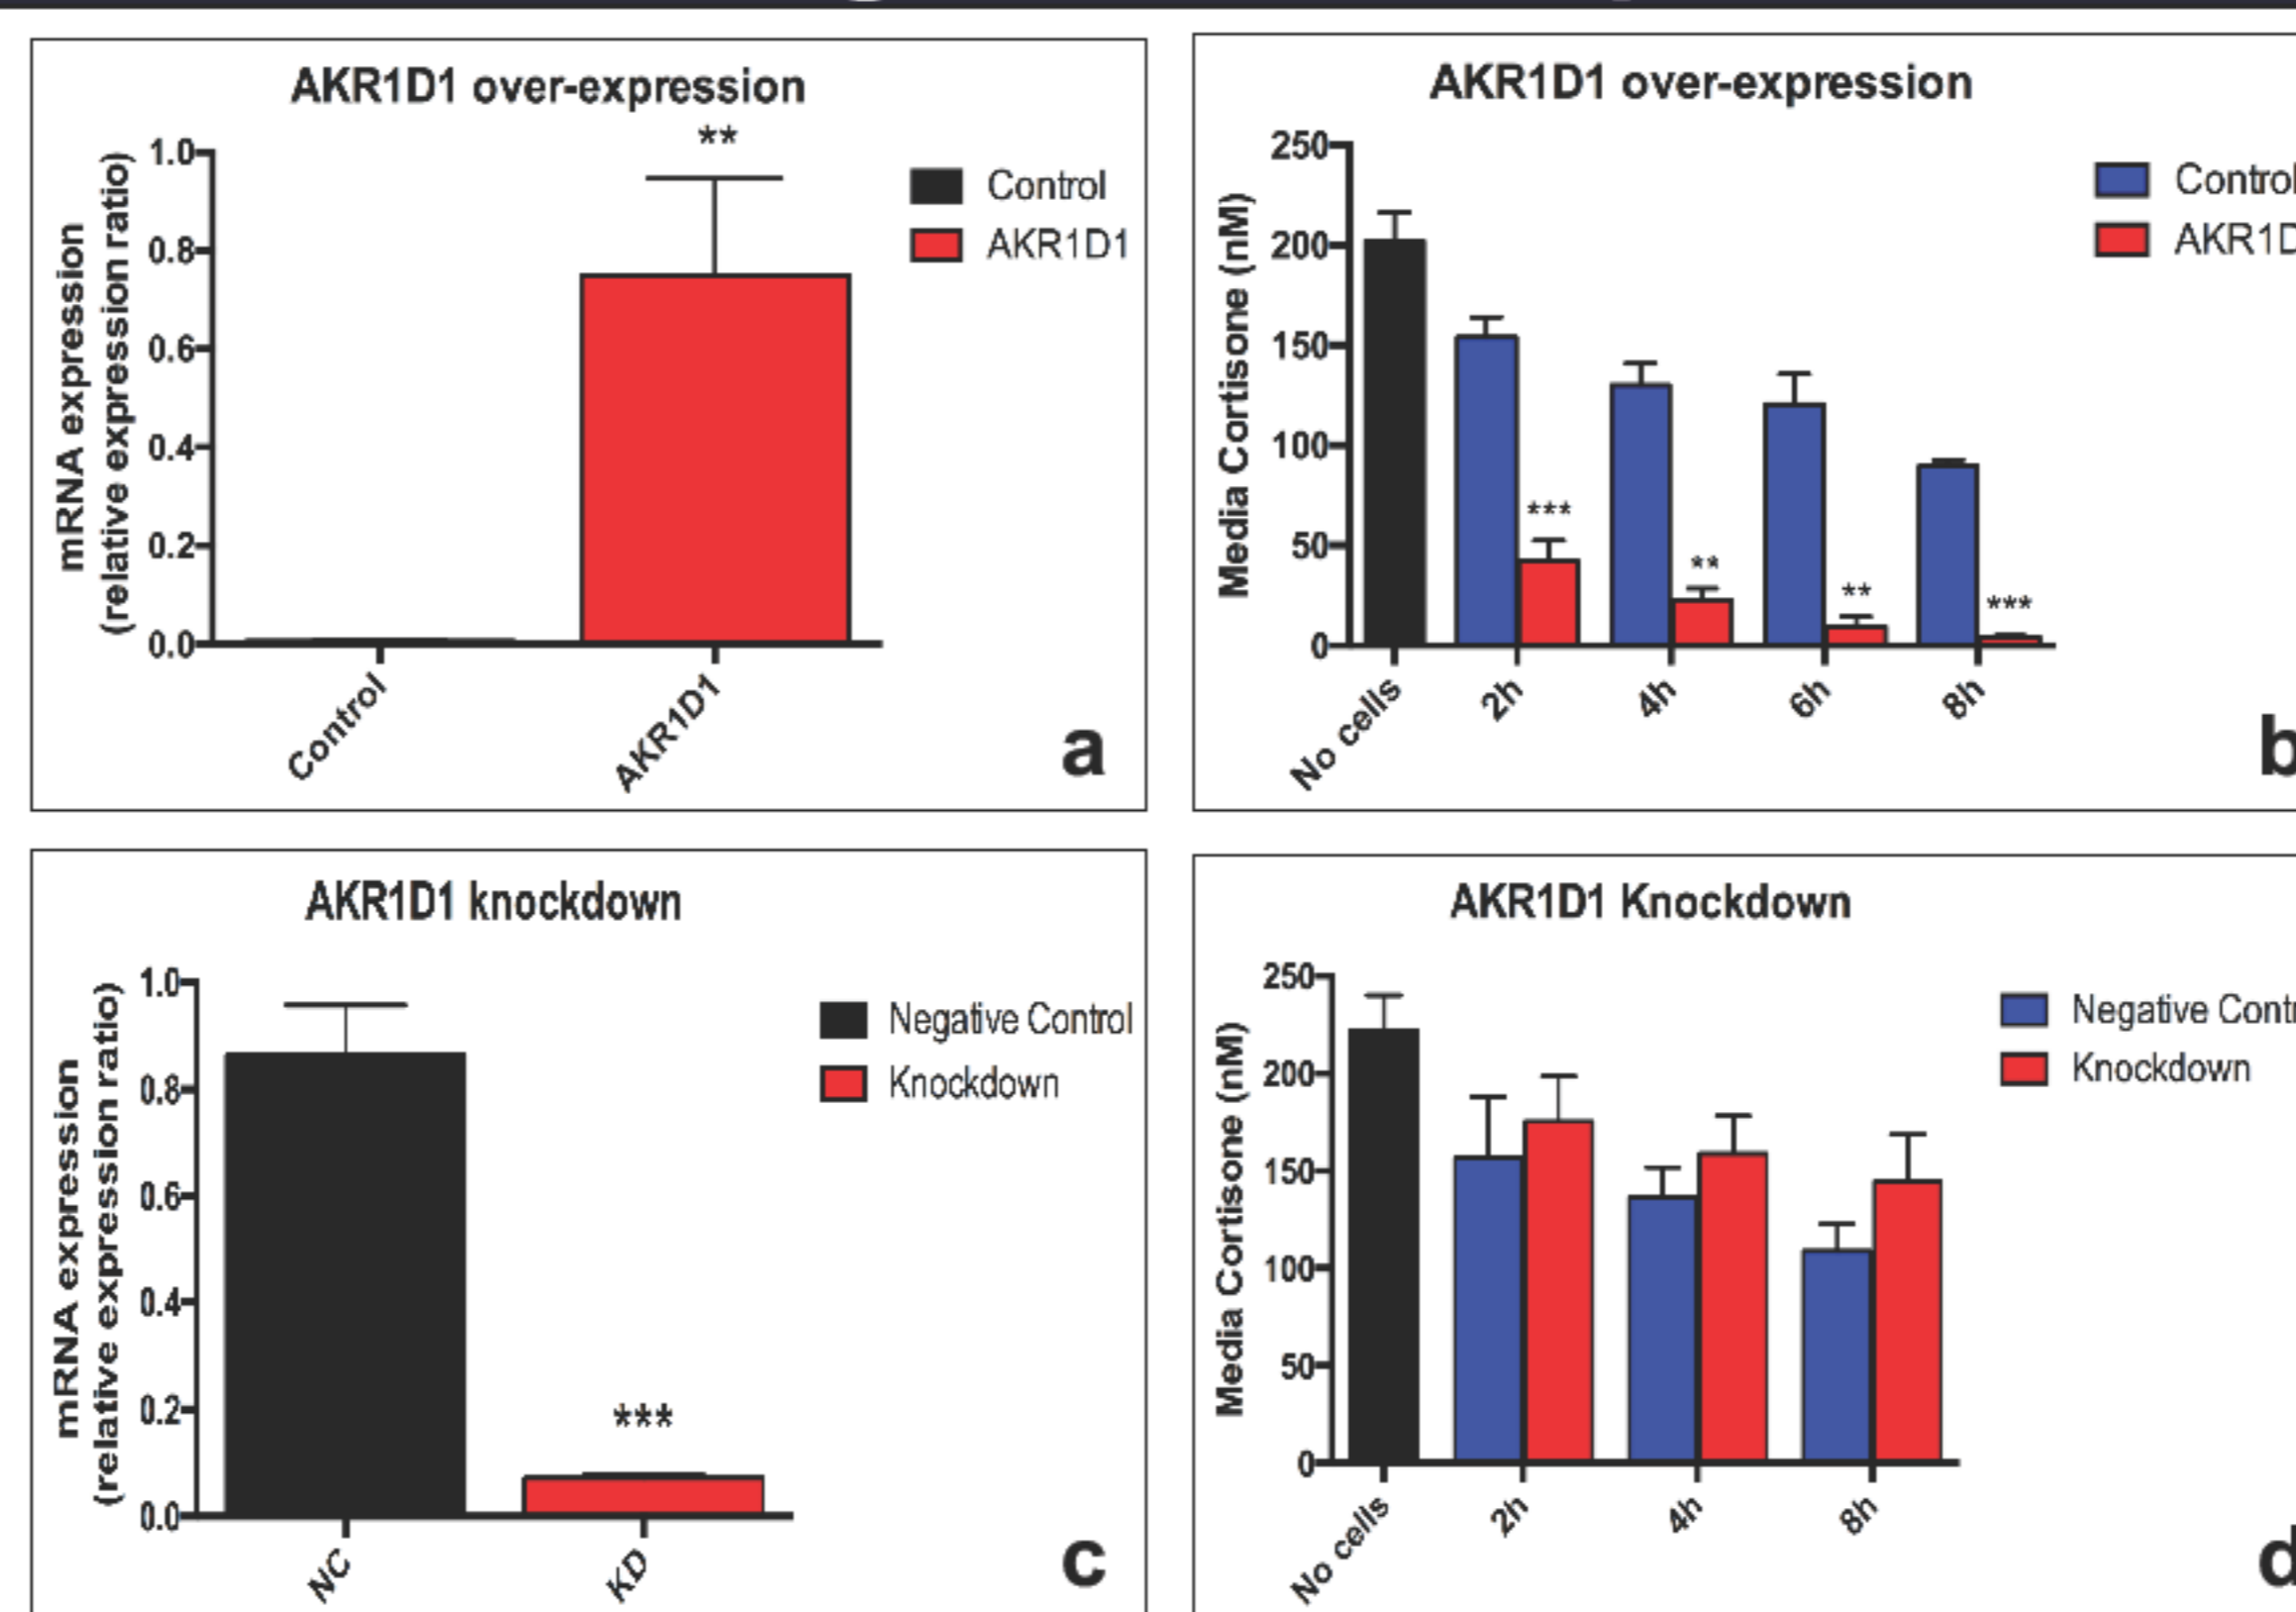 AKR1D1 over-expression
**
1.0
0.8
0.6
0.4
0.2
0.0
mRNA expression
(relative expression ratio)
Control
AKR1D1
Control
AKR1D1
a
AKR1D1 over-expression
250
200
150
100
50
0
Media Cortisone (nM)
***
**
**
***
No cells
2h
4h
6h
8h
Control
AKR1D
b
AKR1D1 knockdown
1.0
0.8
0.6
0.4
0.2
0.0
mRNA expression
(relative expression ratio)
***
NC
KD
Negative Control
Knockdown
c
AKR1D1 Knockdown
250
200
150
100
50
0
Media Cortisone (nM)
No cells
2h
4h
8h
Negative Contr
Knockdown
d